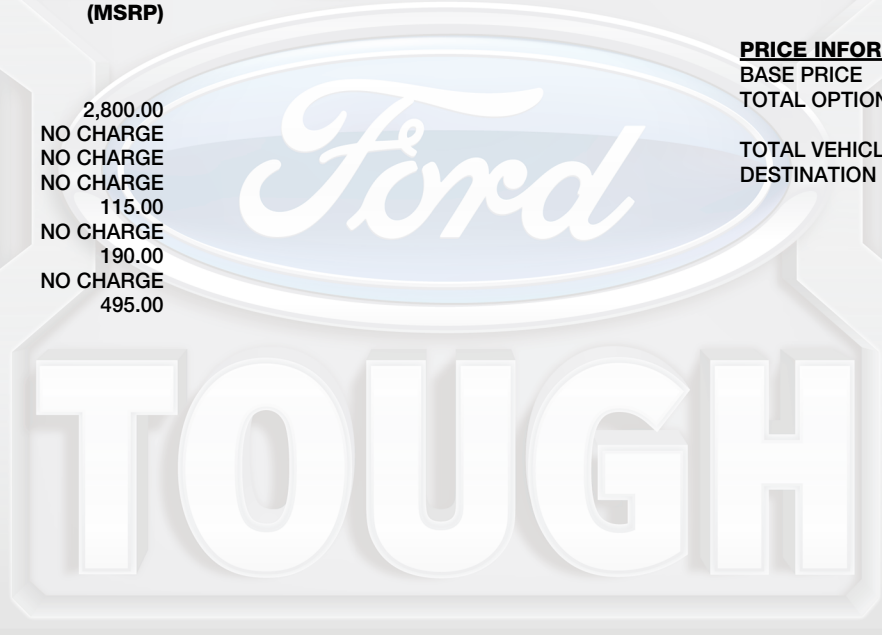 (MSRP)
2,800.00
NO CHARGE
NO CHARGE
NO CHARGE
115.00
NO CHARGE
190.00
NO CHARGE
495.00
PRICE INFOR
BASE PRICE
TOTAL OPTION
TOTAL VEHICL
DESTINATION
Ford
TOUGH